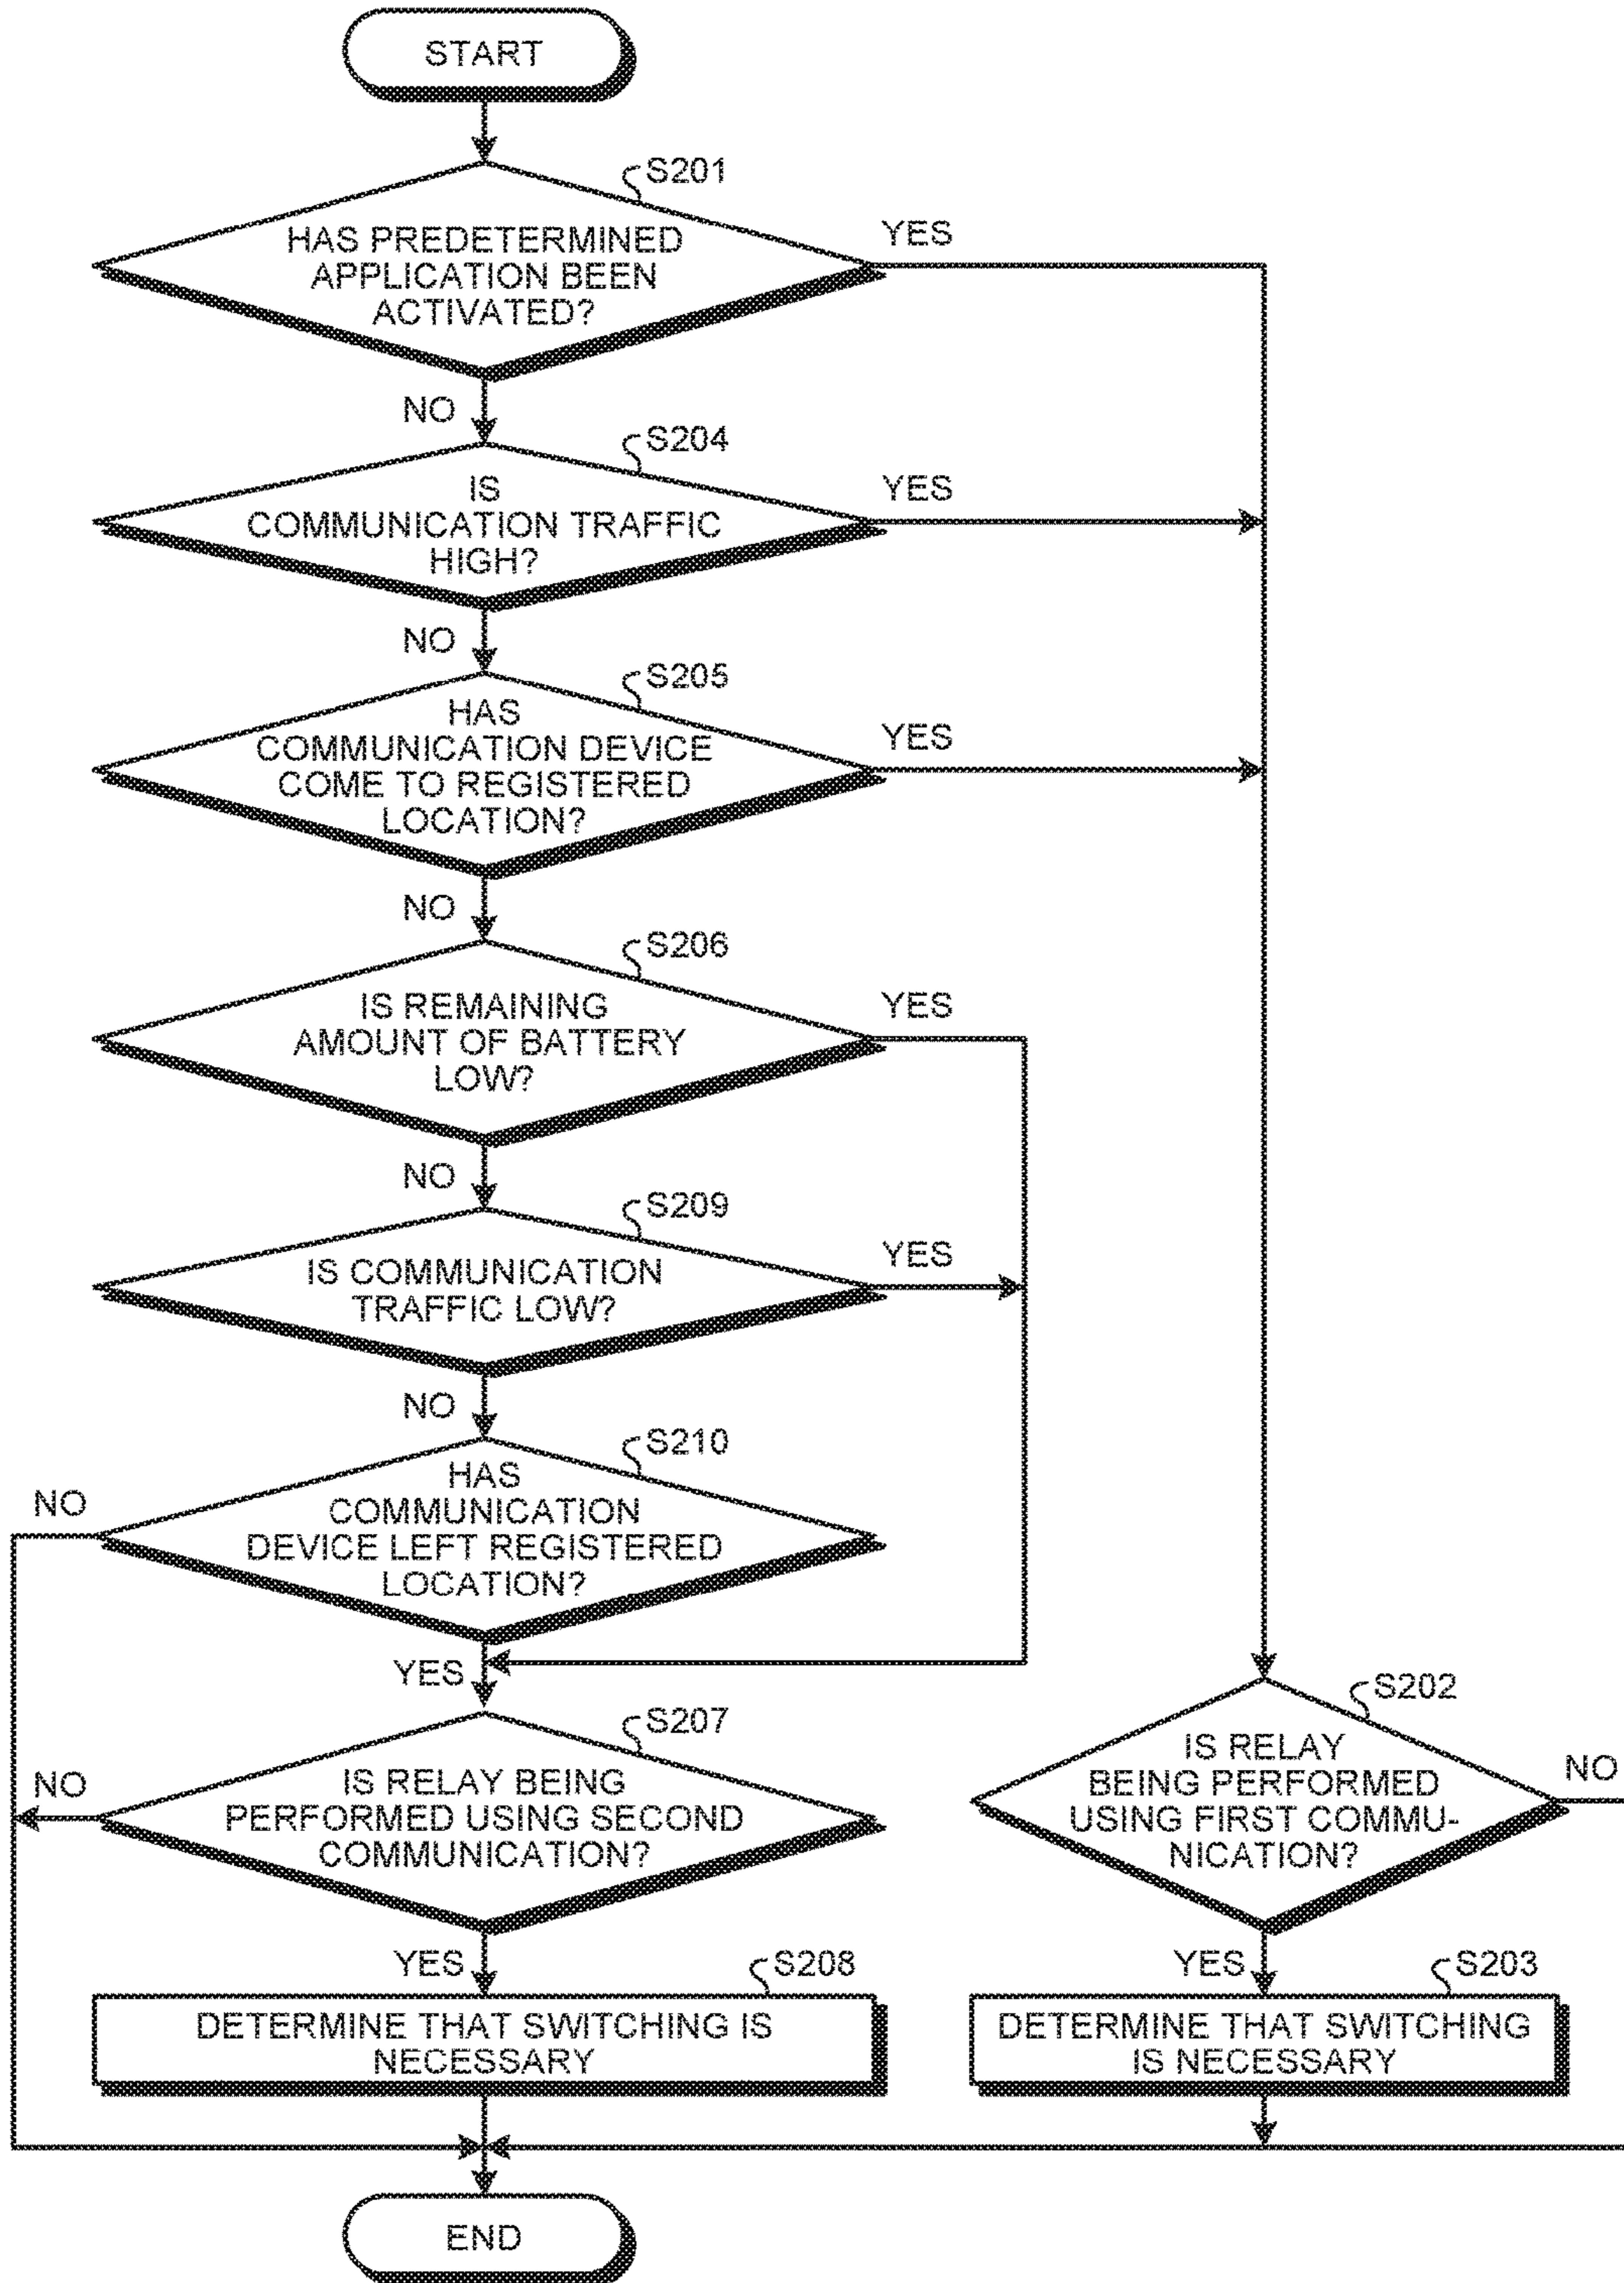 START
S201
HAS PREDETERMINED
APPLICATION BEEN
ACTIVATED?
YES
NO
S204
IS
COMMUNICATION TRAFFIC
HIGH?
YES
NO
S205
HAS
COMMUNICATION DEVICE
COME TO REGISTERED
LOCATION?
YES
NO
S206
IS REMAINING
AMOUNT OF BATTERY
LOW?
YES
NO
S209
IS COMMUNICATION
TRAFFIC LOW?
YES
NO
S210
HAS
COMMUNICATION
DEVICE LEFT REGISTERED
LOCATION?
NO
YES
S207
IS RELAY BEING
PERFORMED USING SECOND
COMMUNICATION?
NO
YES
S208
DETERMINE THAT SWITCHING IS
NECESSARY
S202
IS RELAY
BEING PERFORMED
USING FIRST COMMU-
NICATION?
NO
YES
S203
DETERMINE THAT SWITCHING
IS NECESSARY
END